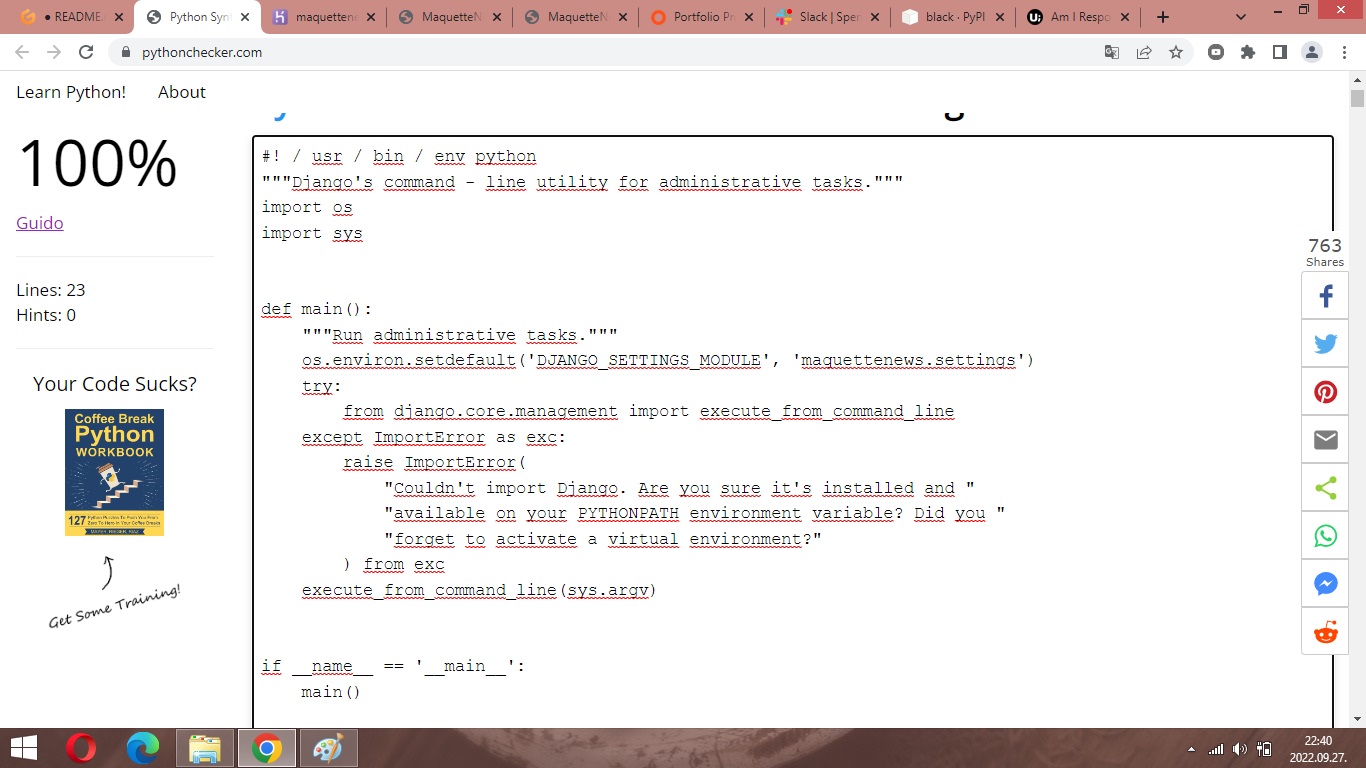 ● README.
Python Syn
maquettene
MaquetteN
MaquetteN
Portfolio Pr
Slack | Sper
black · PyPI
Am I Respo
pythonchecker.com
Learn Python!
About
100%
Guido
Lines: 23
Hints: 0
Your Code Sucks?
Coffee Break
Python
WORKBOOK
127 Python Puzzles To Push You From
Zero To Hero in Your Coffee Breaks
Get Some Training!
#! / usr / bin / env python
"""Django's command - line utility for administrative tasks."""
import os
import sys
def main():
    """Run administrative tasks."""
    os.environ.setdefault('DJANGO_SETTINGS_MODULE', 'maquettenews.settings')
    try:
        from django.core.management import execute_from_command_line
    except ImportError as exc:
        raise ImportError(
            "Couldn't import Django. Are you sure it's installed and "
            "available on your PYTHONPATH environment variable? Did you "
            "forget to activate a virtual environment?"
        ) from exc
    execute_from_command_line(sys.argv)
if __name__ == '__main__':
    main()
763
Shares
22:40
2022.09.27.